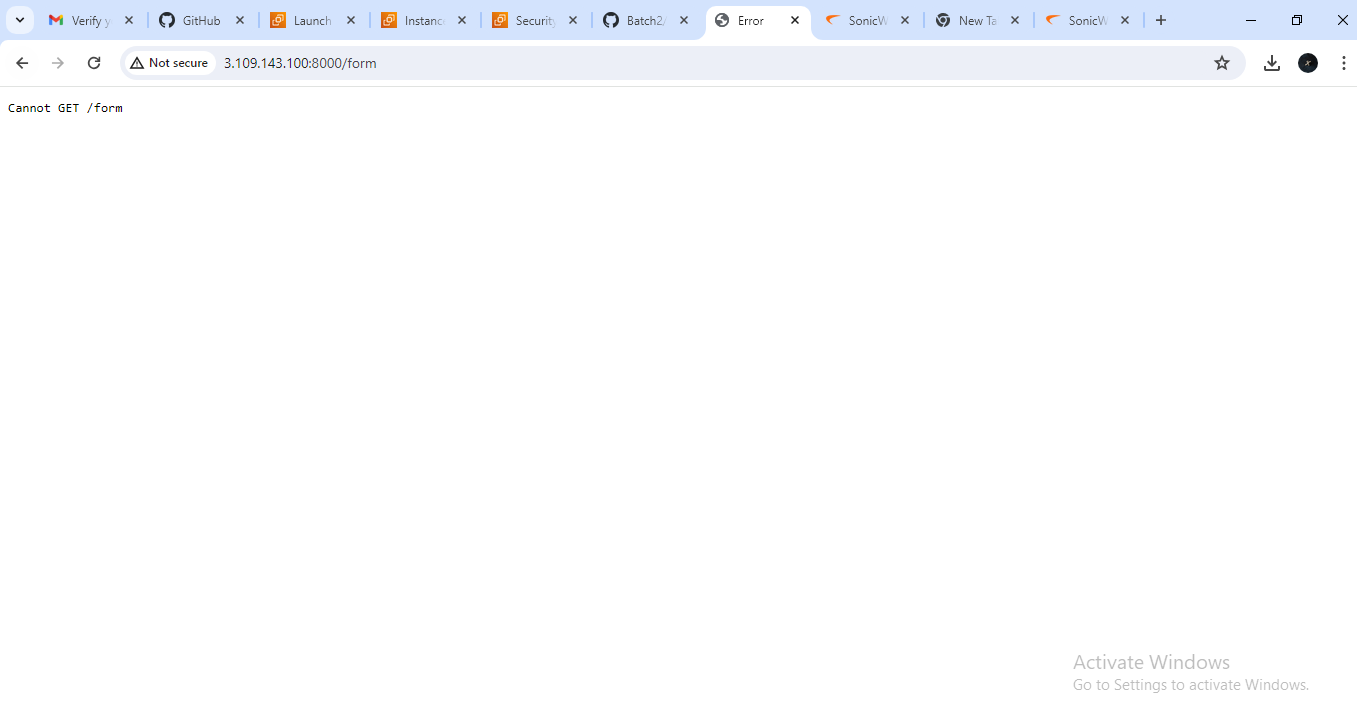 Verify y
GitHub
Launch
Instance
Security
Batch2/
Error
SonicW
New Ta
SonicW
Not secure
3.109.143.100:8000/form
Cannot GET /form
Activate Windows
Go to Settings to activate Windows.